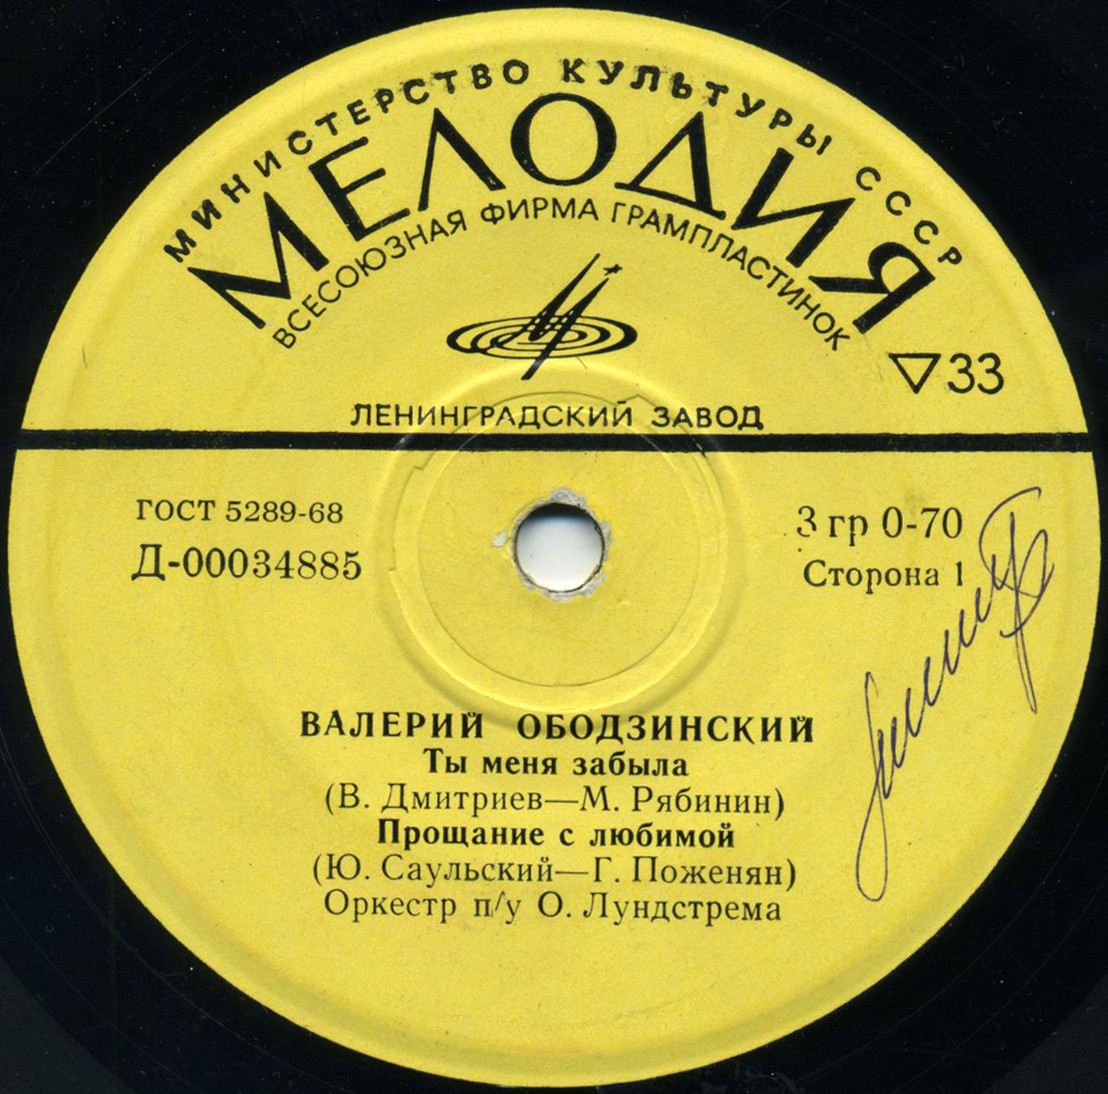 МИНИСТЕРСТВО КУЛЬТУРЫ СССР
МЕЛОДИЯ
ВСЕСОЮЗНАЯ ФИРМА ГРАМПЛАСТИНОК
▽33
ЛЕНИНГРАДСКИЙ ЗАВОД
ГОСТ 5289-68
Д-00034885
3 гр 0-70
Сторона 1
ВАЛЕРИЙ ОБОДЗИНСКИЙ
Ты меня забыла
(В. Дмитриев—М. Рябинин)
Прощание с любимой
(Ю. Саульский—Г. Поженян)
Оркестр п/у О. Лундстрема